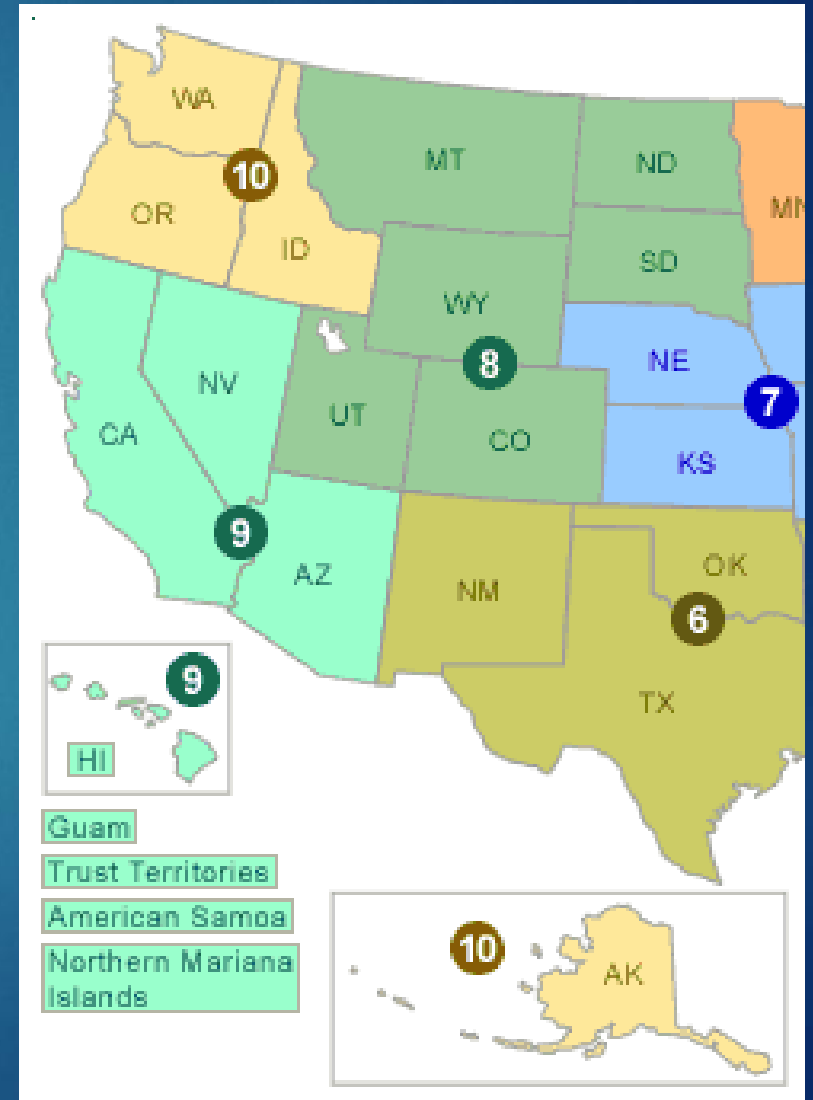 WA
MT
ND
10
OR
MN
ID
SD
WY
NE
8
NV
7
UT
CA
CO
KS
9
AZ
OK
NM
6
9
TX
HI
Guam
Trust Territories
American Samoa
10
Northern Mariana
Islands
AK